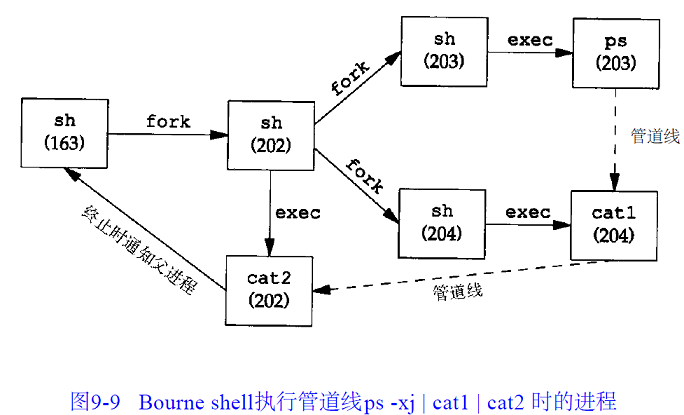 sh
(203)
exec
ps
(203)
fork
sh
(163)
fork
sh
(202)
管道线
fork
sh
(204)
exec
cat1
(204)
exec
终止时通知父进程
cat2
(202)
管道线
图9-9 Bourne shell执行管道线ps -xj | cat1 | cat2 时的进程